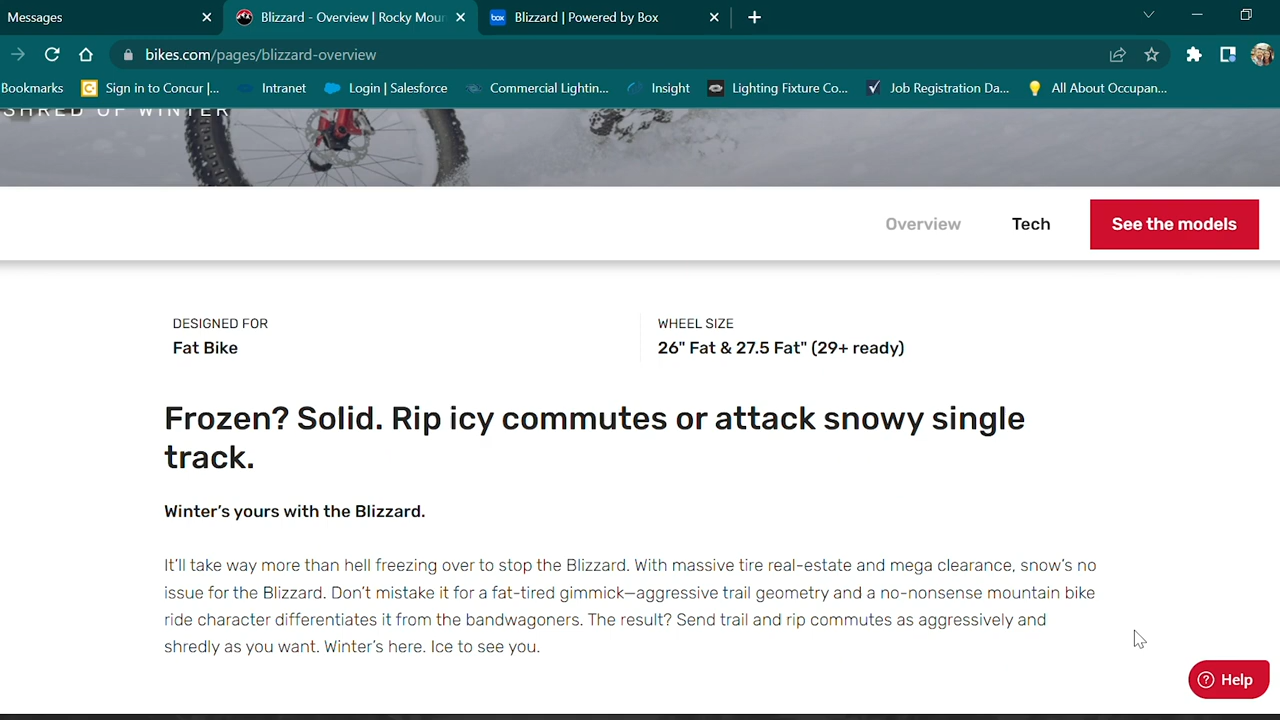 Messages
Blizzard - Overview | Rocky Mour
box Blizzard | Powered by Box
bikes.com/pages/blizzard-overview
Bookmarks
Sign in to Concur |...
Intranet
Login | Salesforce
Commercial Lightin...
Insight
Lighting Fixture Co...
Job Registration Da...
All About Occupan...
SHRED UP WINTER
Overview
Tech
See the models
DESIGNED FOR
Fat Bike
WHEEL SIZE
26" Fat & 27.5 Fat" (29+ ready)
Frozen? Solid. Rip icy commutes or attack snowy single
track.
Winter's yours with the Blizzard.
It'll take way more than hell freezing over to stop the Blizzard. With massive tire real-estate and mega clearance, snow's no
issue for the Blizzard. Don't mistake it for a fat-tired gimmick—aggressive trail geometry and a no-nonsense mountain bike
ride character differentiates it from the bandwagoners. The result? Send trail and rip commutes as aggressively and
shredly as you want. Winter's here. Ice to see you.
Help